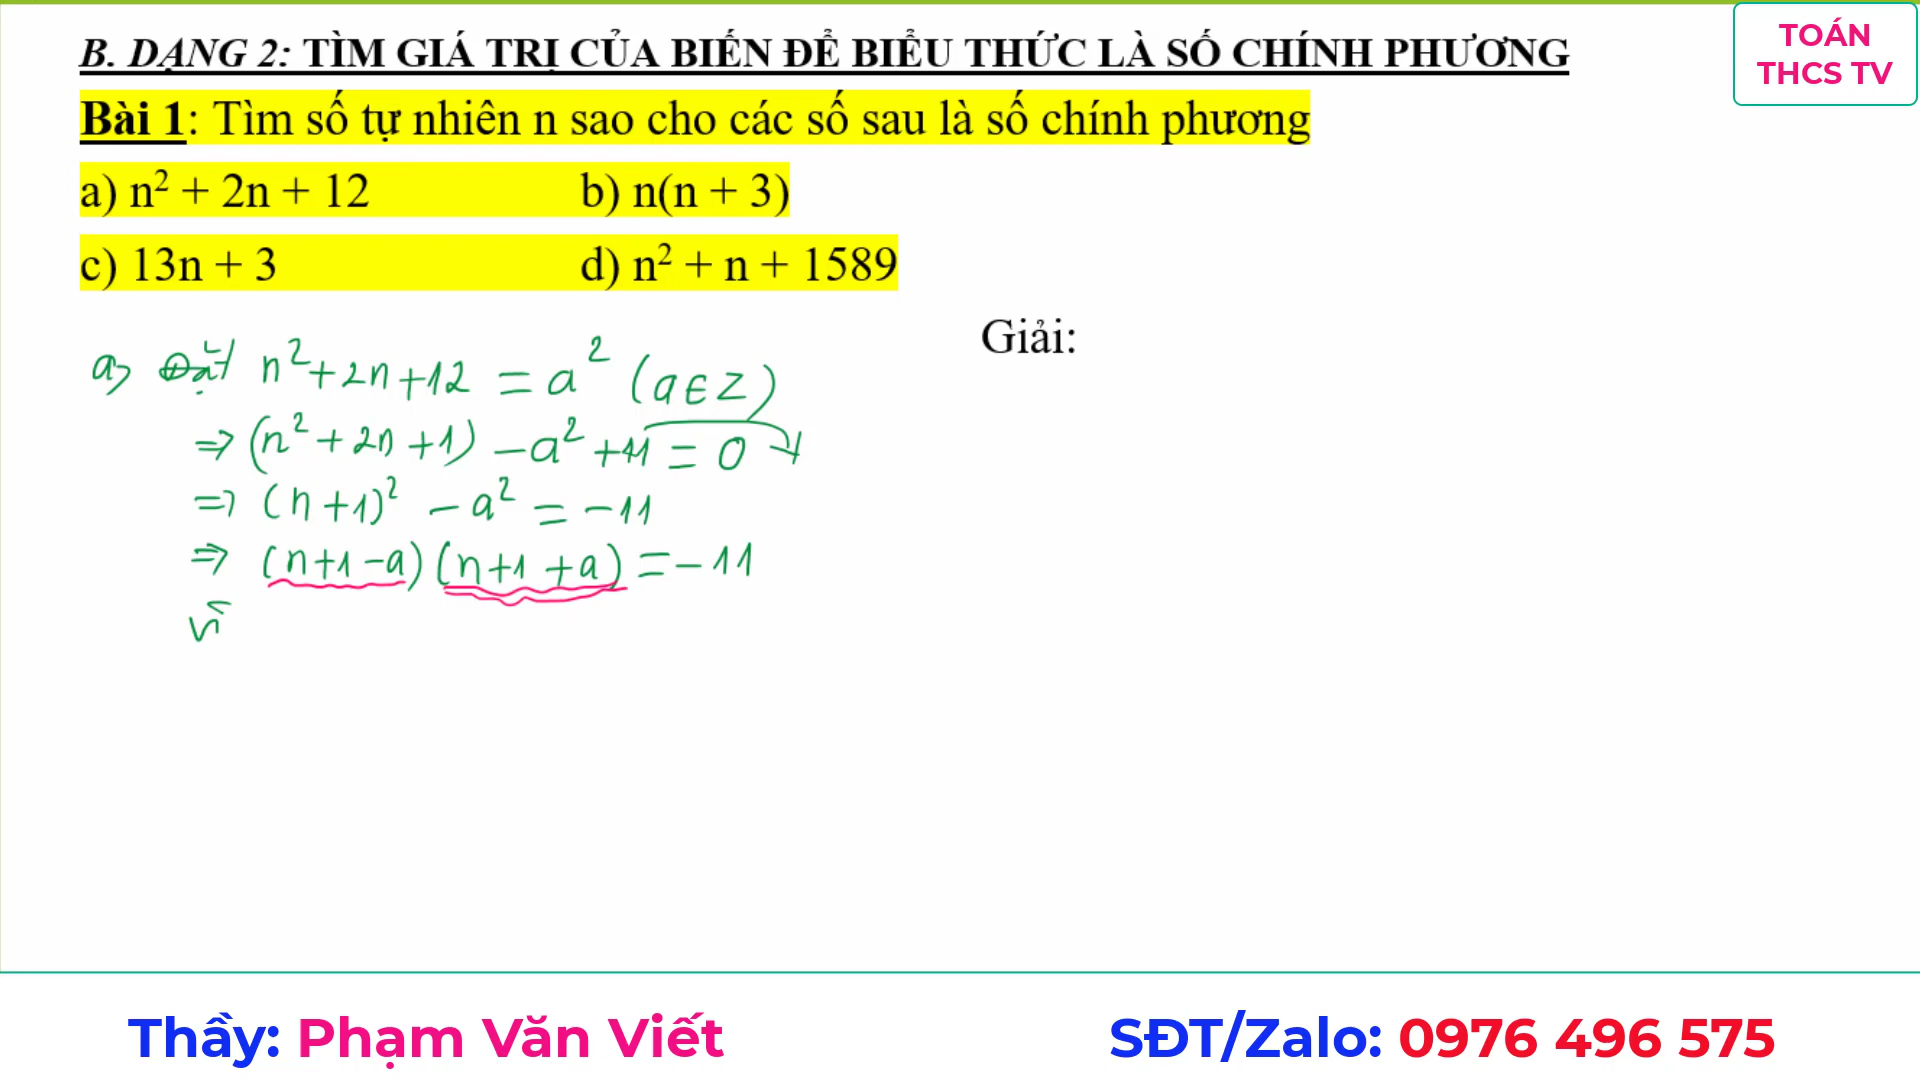 B. DẠNG 2: TÌM GIÁ TRỊ CỦA BIẾN ĐỂ BIỂU THỨC LÀ SỐ CHÍNH PHƯƠNG
TOÁN
THCS TV
Bài 1: Tìm số tự nhiên n sao cho các số sau là số chính phương
a) n² + 2n + 12 b) n(n + 3)
c) 13n + 3 d) n² + n + 1589
Giải:
a) Đặt n² + 2n + 12 = a² (a ∈ Z)
⇒ (n² + 2n + 1) − a² + 11 = 0
⇒ (n + 1)² − a² = −11
⇒ (n+1−a)(n+1+a) = −11
Vì
Thầy: Phạm Văn Viết SĐT/Zalo: 0976 496 575